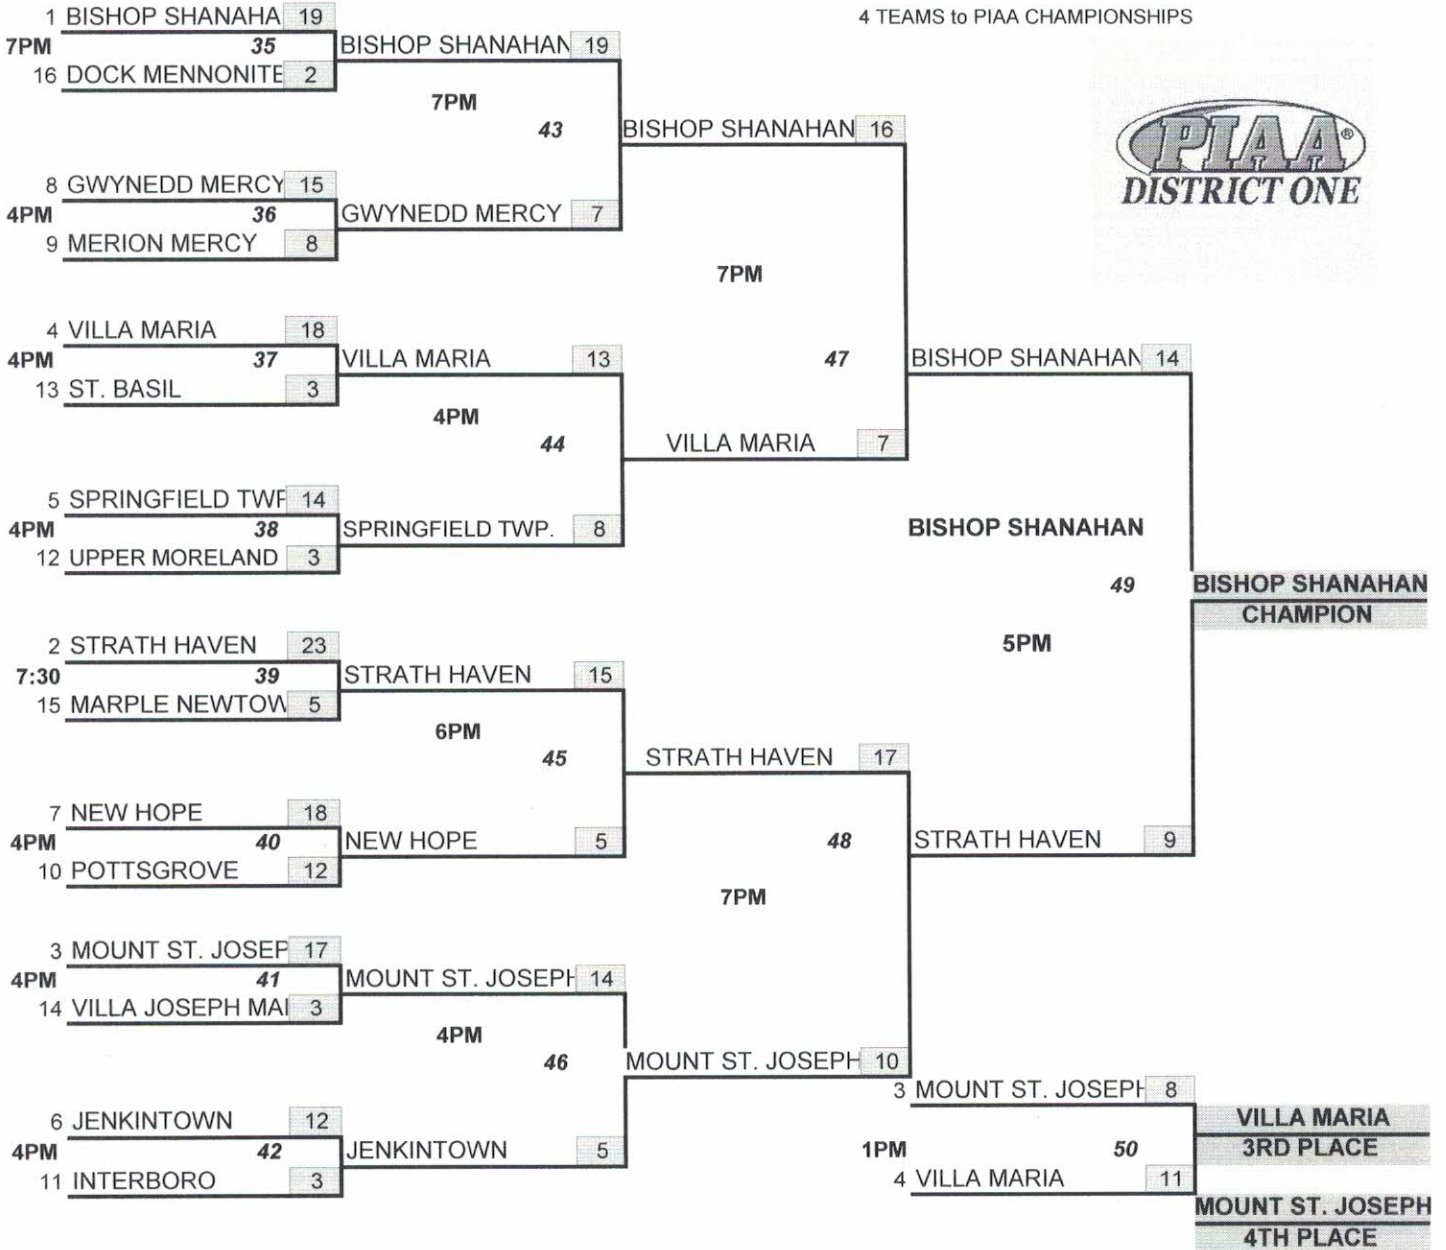 4 TEAMS to PIAA CHAMPIONSHIPS
PIAA®
DISTRICT ONE
1 BISHOP SHANAHA 19
7PM 35
16 DOCK MENNONITE 2
BISHOP SHANAHAN 19
7PM
43
8 GWYNEDD MERCY 15
4PM 36
9 MERION MERCY 8
GWYNEDD MERCY 7
BISHOP SHANAHAN 16
7PM
47
4 VILLA MARIA 18
4PM 37
13 ST. BASIL 3
VILLA MARIA 13
4PM
44
5 SPRINGFIELD TWP 14
4PM 38
12 UPPER MORELAND 3
SPRINGFIELD TWP. 8
VILLA MARIA 7
BISHOP SHANAHAN 14
BISHOP SHANAHAN
49
5PM
BISHOP SHANAHAN
CHAMPION
2 STRATH HAVEN 23
7:30 39
15 MARPLE NEWTOW 5
STRATH HAVEN 15
6PM
45
7 NEW HOPE 18
4PM 40
10 POTTSGROVE 12
NEW HOPE 5
STRATH HAVEN 17
48
7PM
STRATH HAVEN 9
3 MOUNT ST. JOSEP 17
4PM 41
14 VILLA JOSEPH MAI 3
MOUNT ST. JOSEPH 14
4PM
46
6 JENKINTOWN 12
4PM 42
11 INTERBORO 3
JENKINTOWN 5
MOUNT ST. JOSEPH 10
3 MOUNT ST. JOSEPH 8
1PM 50
4 VILLA MARIA 11
VILLA MARIA
3RD PLACE
MOUNT ST. JOSEPH
4TH PLACE